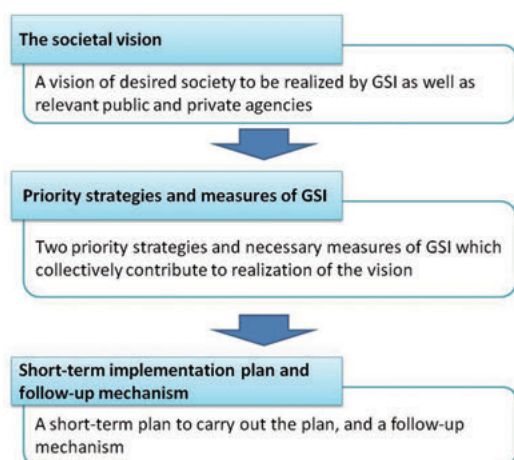 The societal vision
A vision of desired society to be realized by GSI as well as
relevant public and private agencies
Priority strategies and measures of GSI
Two priority strategies and necessary measures of GSI which
collectively contribute to realization of the vision
Short-term implementation plan and
follow-up mechanism
A short-term plan to carry out the plan, and a follow-up
mechanism